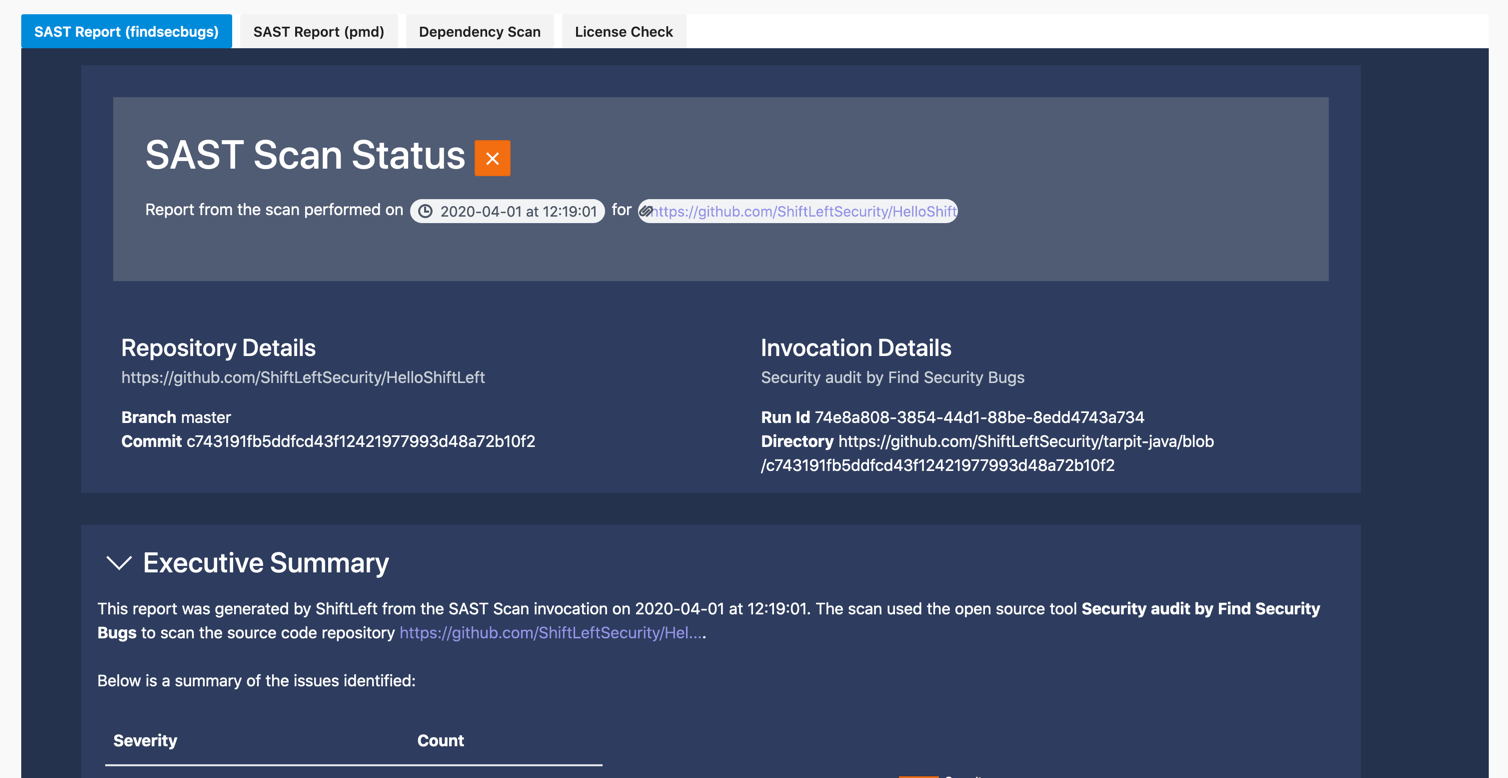 SAST Report (findsecbugs) SAST Report (pmd) Dependency Scan License Check
SAST Scan Status
Report from the scan performed on 2020-04-01 at 12:19:01 for https://github.com/ShiftLeftSecurity/HelloShift
Repository Details
https://github.com/ShiftLeftSecurity/HelloShiftLeft
Branch master
Commit c743191fb5ddfcd43f12421977993d48a72b10f2
Invocation Details
Security audit by Find Security Bugs
Run Id 74e8a808-3854-44d1-88be-8edd4743a734
Directory https://github.com/ShiftLeftSecurity/tarpit-java/blob
/c743191fb5ddfcd43f12421977993d48a72b10f2
Executive Summary
This report was generated by ShiftLeft from the SAST Scan invocation on 2020-04-01 at 12:19:01. The scan used the open source tool Security audit by Find Security
Bugs to scan the source code repository https://github.com/ShiftLeftSecurity/Hel....
Below is a summary of the issues identified:
Severity Count